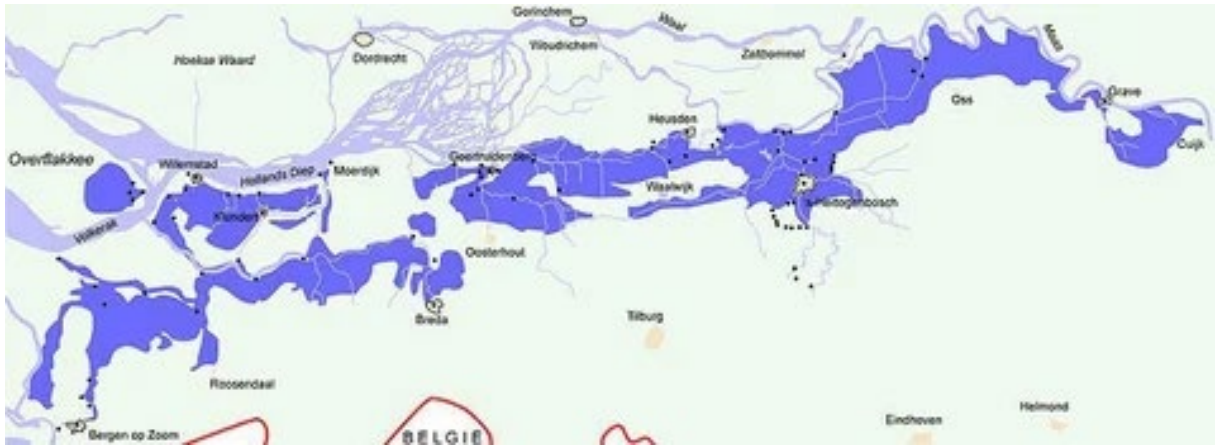 Gorinchem
Waal
Maas
Woudrichem
Zaltbommel
Hoekse Waard
Dordrecht
Grave
Oss
Heusden
Overflakkee
Willemstad
Geertruidenberg
Cuijk
Hollands Diep
Moerdijk
Waalwijk
Klundert
's-Hertogenbosch
Volkerak
Oosterhout
Breda
Tilburg
Roosendaal
Helmond
Eindhoven
Bergen op Zoom
BELGIË